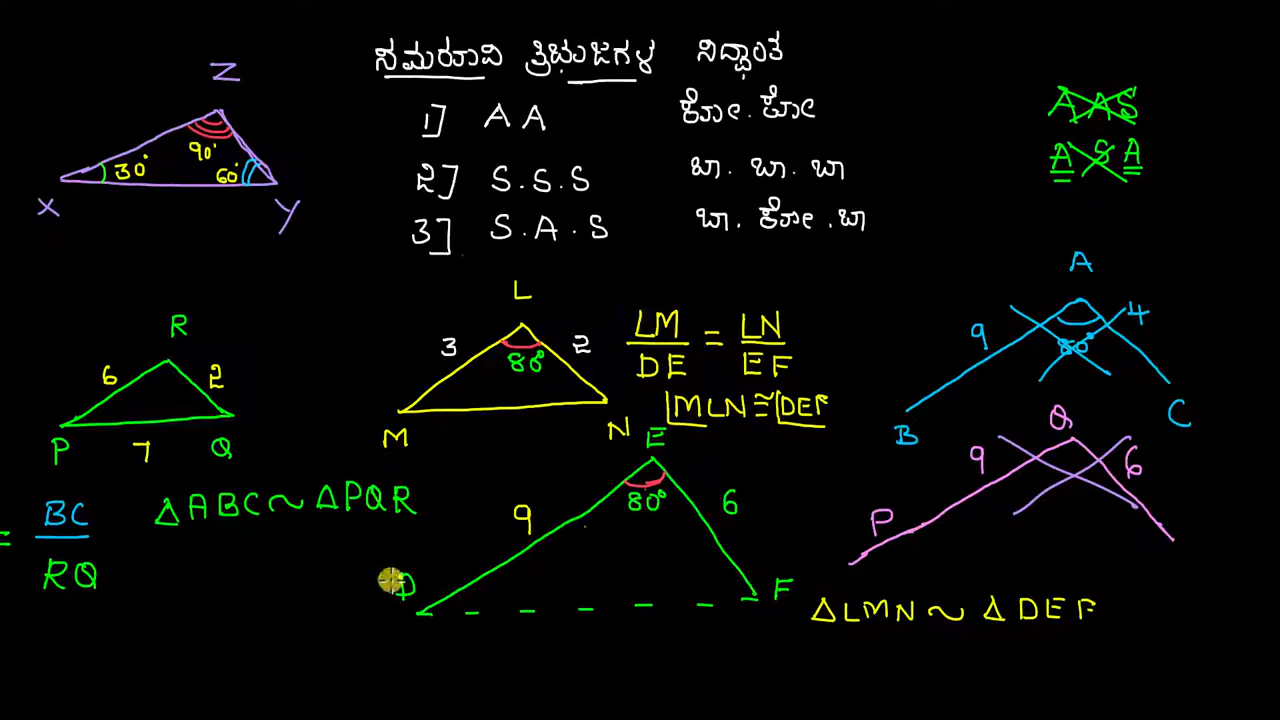 ಸಮರೂಪಿ ತ್ರಿಭುಜಗಳ ಸಿದ್ಧಾಂತ
1] AA ಕೋ. ಕೋ
2] S.S.S ಬಾ. ಬಾ. ಬಾ
3] S.A.S ಬಾ. ಕೋ. ಬಾ
AAS
ASA
Z
90°
30°
60°
X
Y
R
6
2
P
7
Q
L
3
2
80°
M
N
LM/DE = LN/EF
∠MLN ≅ ∠DEF
A
9
4
80°
B
C
Q
9
6
P
= BC/RQ
ΔABC ~ ΔPQR
E
80°
9
6
D
F
ΔLMN ~ ΔDEF